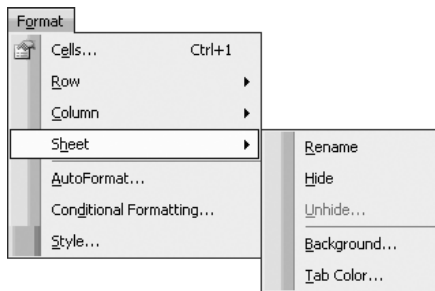 Format
Cells... Ctrl+1
Row
Column
Sheet
Rename
Hide
Unhide...
Background...
Tab Color...
AutoFormat...
Conditional Formatting...
Style...